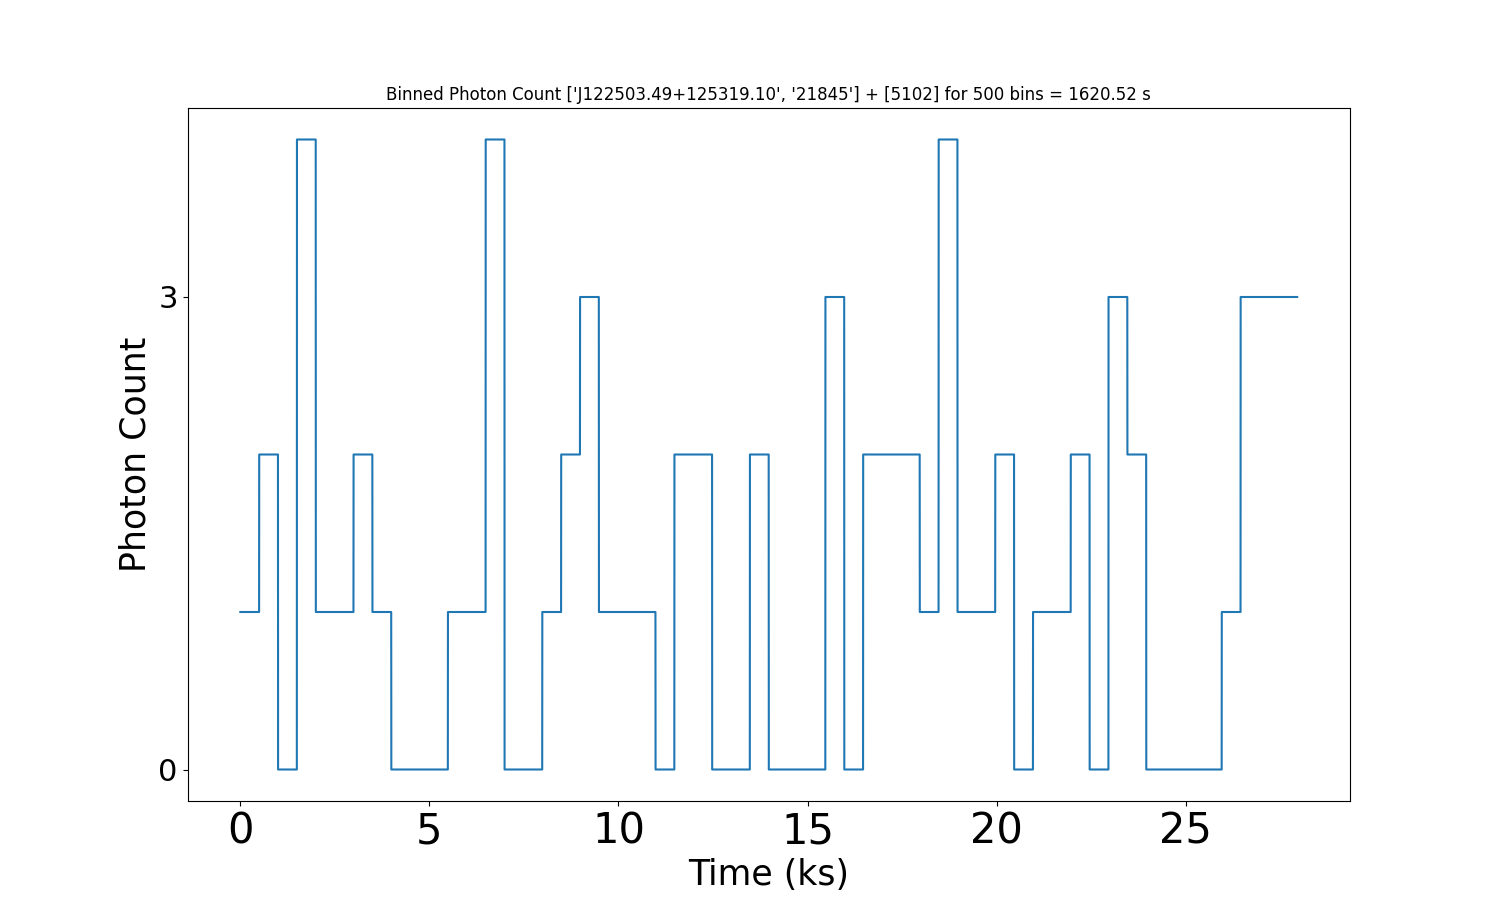 Binned Photon Count ['J122503.49+125319.10', '21845'] + [5102] for 500 bins = 1620.52 s
Photon Count
3
0
0 5 10 15 20 25
Time (ks)